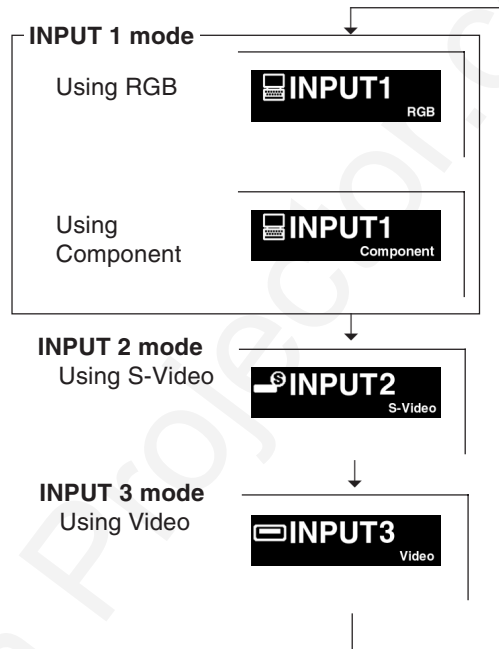 INPUT 1 mode
Using RGB
INPUT1
RGB
Using
Component
INPUT1
Component
INPUT 2 mode
Using S-Video
S
INPUT2
S-Video
INPUT 3 mode
Using Video
INPUT3
Video